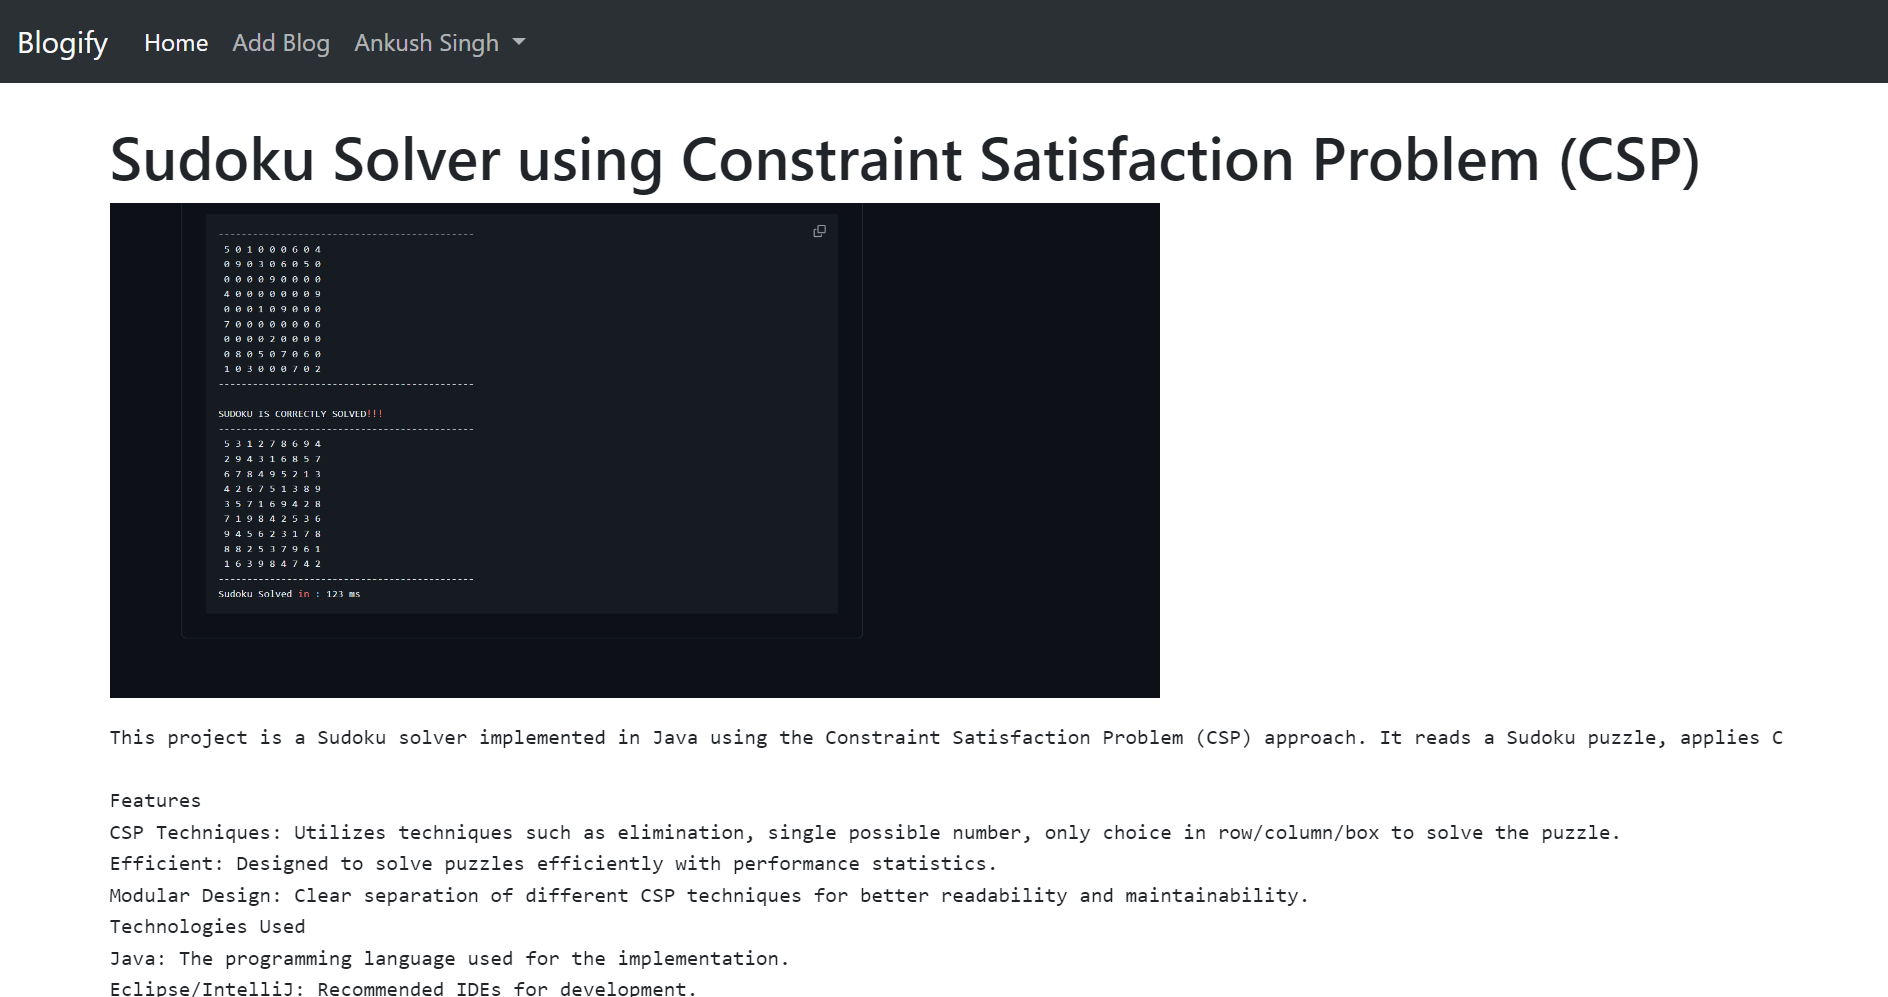 Blogify Home Add Blog Ankush Singh
Sudoku Solver using Constraint Satisfaction Problem (CSP)
--------------------------------------------
5 0 1 0 0 0 6 0 4
0 9 0 3 0 6 0 5 0
0 0 0 0 9 0 0 0 0
4 0 0 0 0 0 0 0 9
0 0 0 1 0 9 0 0 0
7 0 0 0 0 0 0 0 6
0 0 0 0 2 0 0 0 0
0 8 0 5 0 7 0 6 0
1 0 3 0 0 0 7 0 2
--------------------------------------------
SUDOKU IS CORRECTLY SOLVED!!!
--------------------------------------------
5 3 1 2 7 8 6 9 4
2 9 4 3 1 6 8 5 7
6 7 8 4 9 5 2 1 3
4 2 6 7 5 1 3 8 9
3 5 7 1 6 9 4 2 8
7 1 9 8 4 2 5 3 6
9 4 5 6 2 3 1 7 8
8 8 2 5 3 7 9 6 1
1 6 3 9 8 4 7 4 2
--------------------------------------------
Sudoku Solved in : 123 ms
This project is a Sudoku solver implemented in Java using the Constraint Satisfaction Problem (CSP) approach. It reads a Sudoku puzzle, applies C
Features
CSP Techniques: Utilizes techniques such as elimination, single possible number, only choice in row/column/box to solve the puzzle.
Efficient: Designed to solve puzzles efficiently with performance statistics.
Modular Design: Clear separation of different CSP techniques for better readability and maintainability.
Technologies Used
Java: The programming language used for the implementation.
Eclipse/IntelliJ: Recommended IDEs for development.